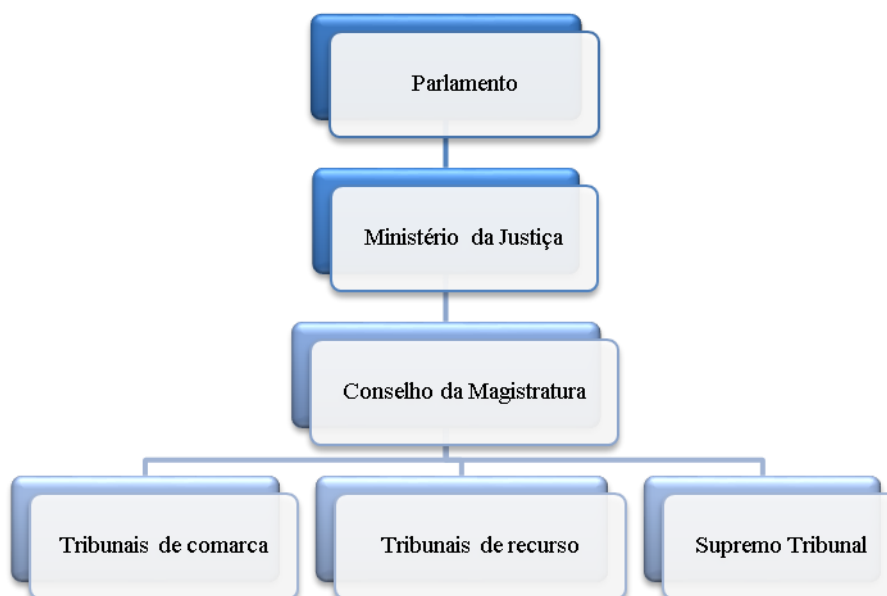 Parlamento
Ministério da Justiça
Conselho da Magistratura
Tribunais de comarca
Tribunais de recurso
Supremo Tribunal